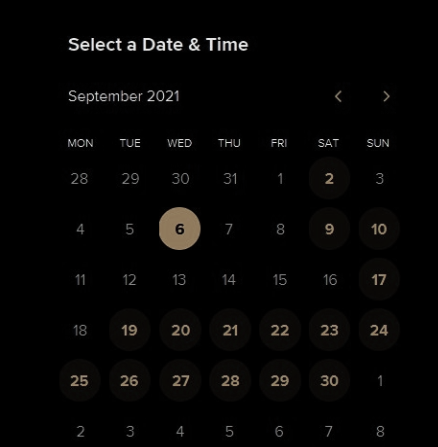 Select a Date & Time
September 2021
MON TUE WED THU FRI SAT SUN
28 29 30 31 1 2 3
4 5 6 7 8 9 10
11 12 13 14 15 16 17
18 19 20 21 22 23 24
25 26 27 28 29 30 1
2 3 4 5 6 7 8